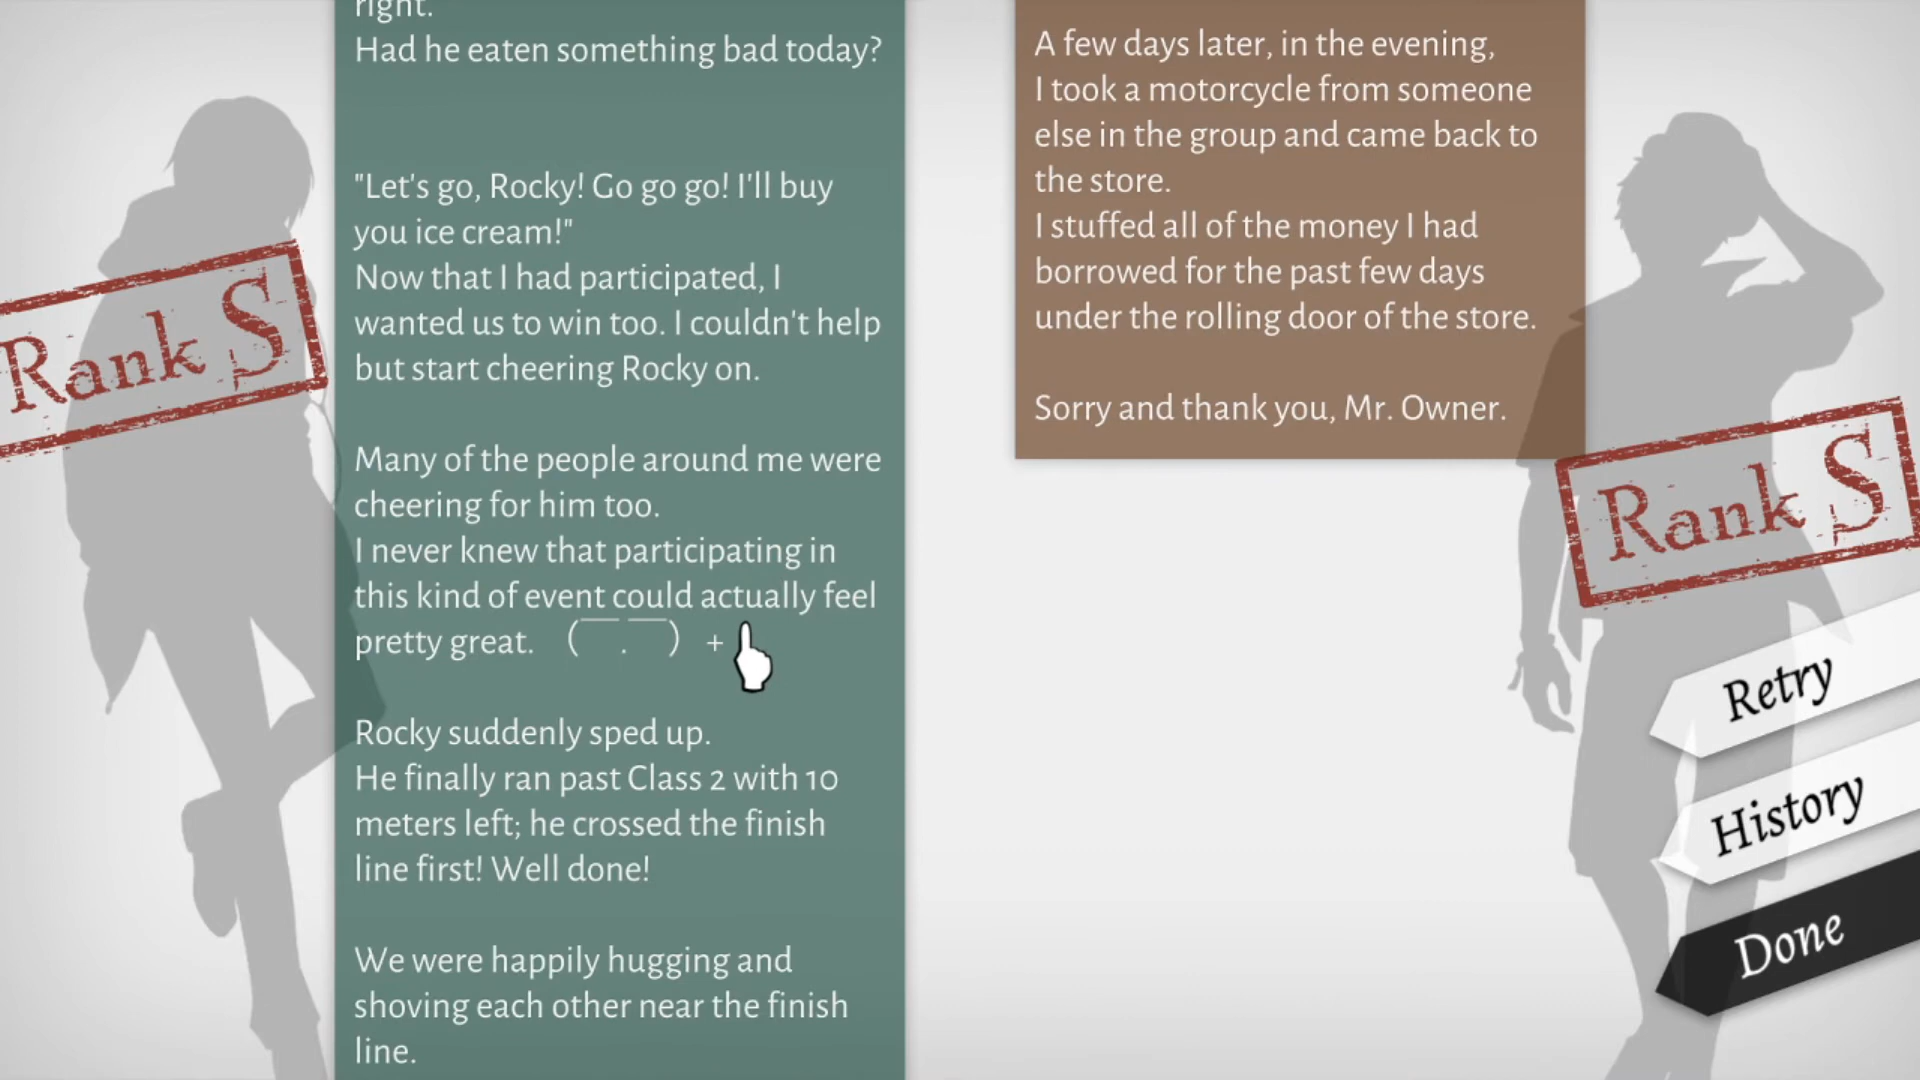 right.
Had he eaten something bad today?
"Let's go, Rocky! Go go go! I'll buy
you ice cream!"
Now that I had participated, I
wanted us to win too. I couldn't help
but start cheering Rocky on.
Many of the people around me were
cheering for him too.
I never knew that participating in
this kind of event could actually feel
pretty great. (￣.￣) +
Rocky suddenly sped up.
He finally ran past Class 2 with 10
meters left; he crossed the finish
line first! Well done!
We were happily hugging and
shoving each other near the finish
line.
A few days later, in the evening,
I took a motorcycle from someone
else in the group and came back to
the store.
I stuffed all of the money I had
borrowed for the past few days
under the rolling door of the store.
Sorry and thank you, Mr. Owner.
Rank S
Rank S
Retry
History
Done